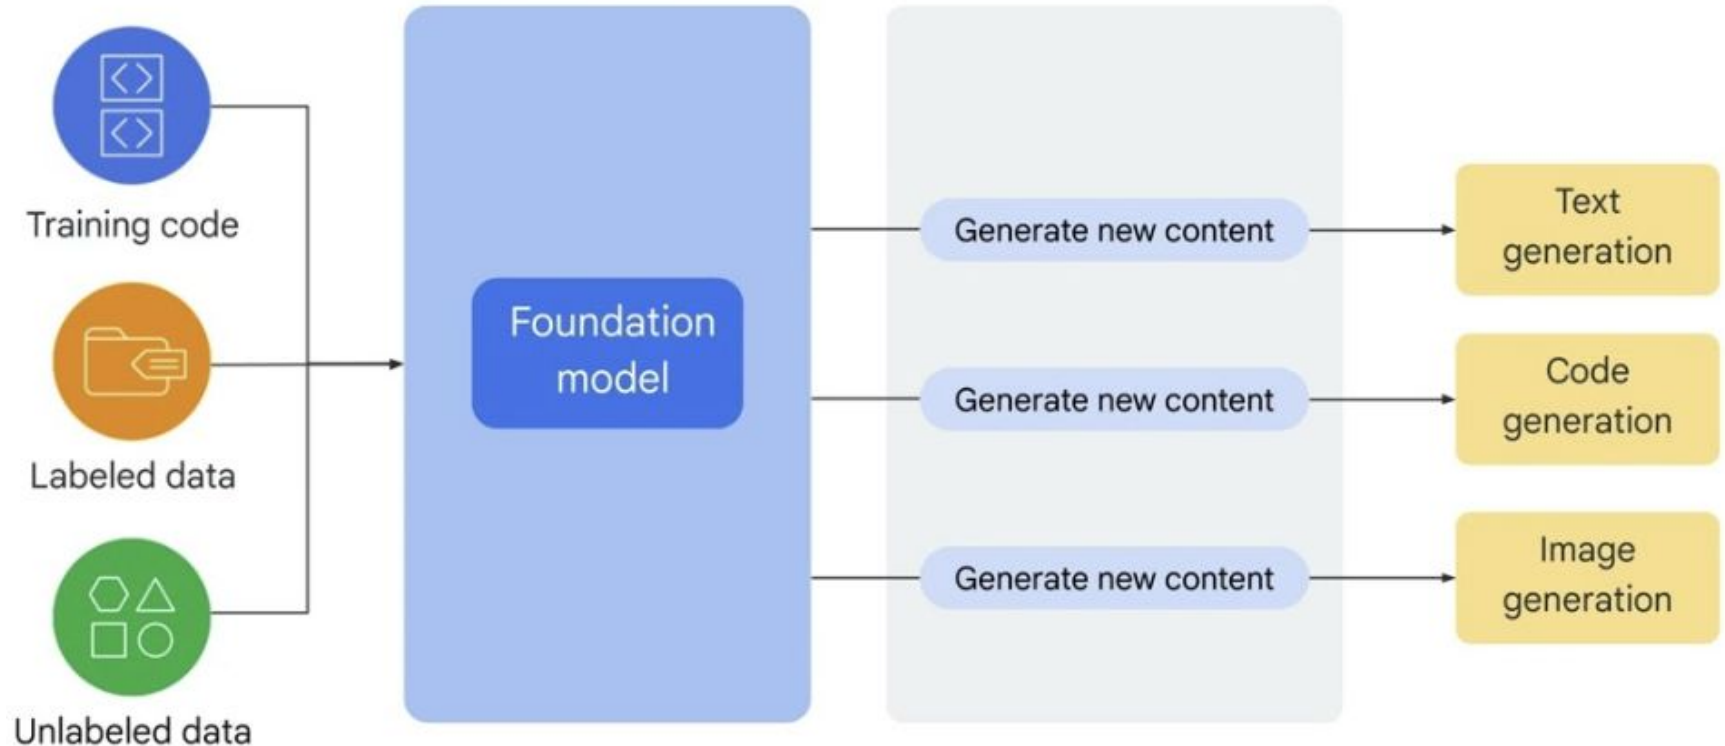 Training code
Labeled data
Unlabeled data
Foundation
model
Generate new content
Generate new content
Generate new content
Text
generation
Code
generation
Image
generation